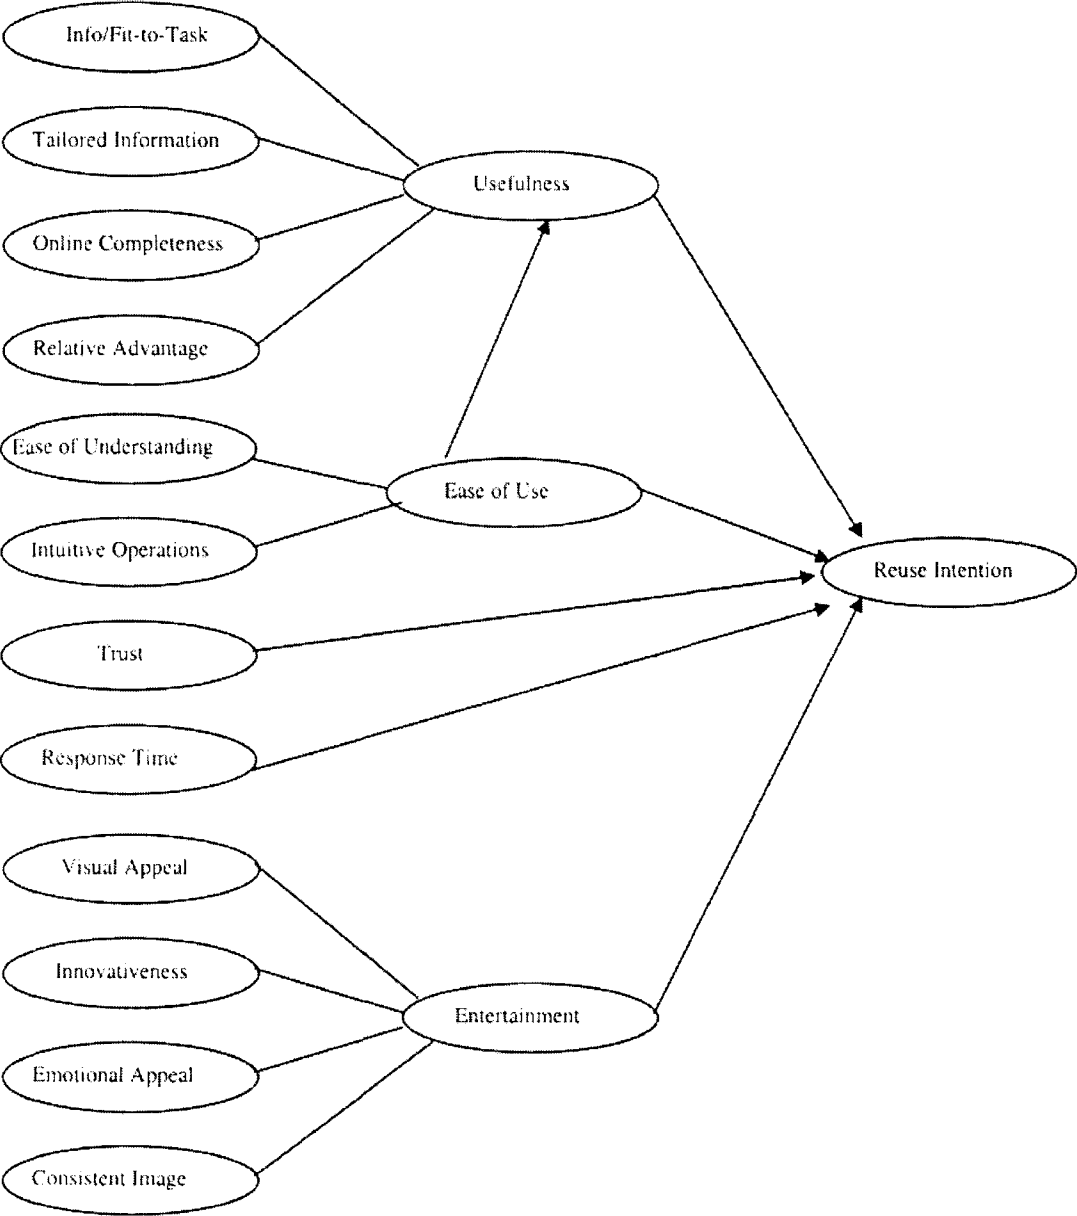 Info/Fit-to-Task
Tailored Information
Usefulness
Online Completeness
Relative Advantage
Ease of Understanding
Ease of Use
Intuitive Operations
Reuse Intention
Trust
Response Time
Visual Appeal
Innovativeness
Entertainment
Emotional Appeal
Consistent Image